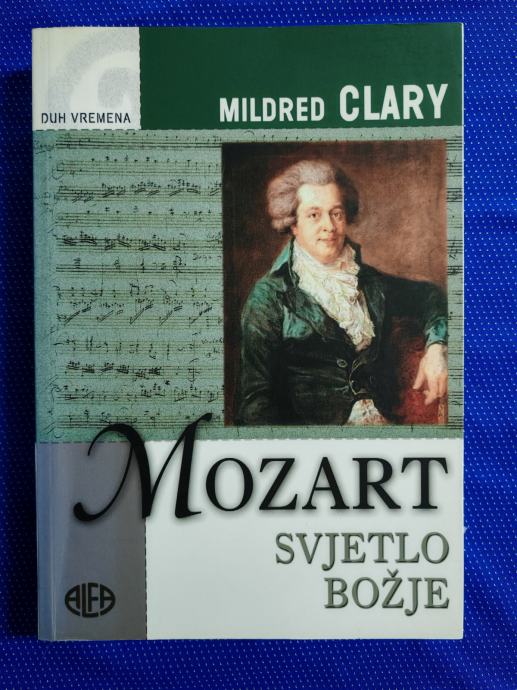 DUH VREMENA
MILDRED CLARY
MOZART
SVJETLO
BOŽJE
ALFA